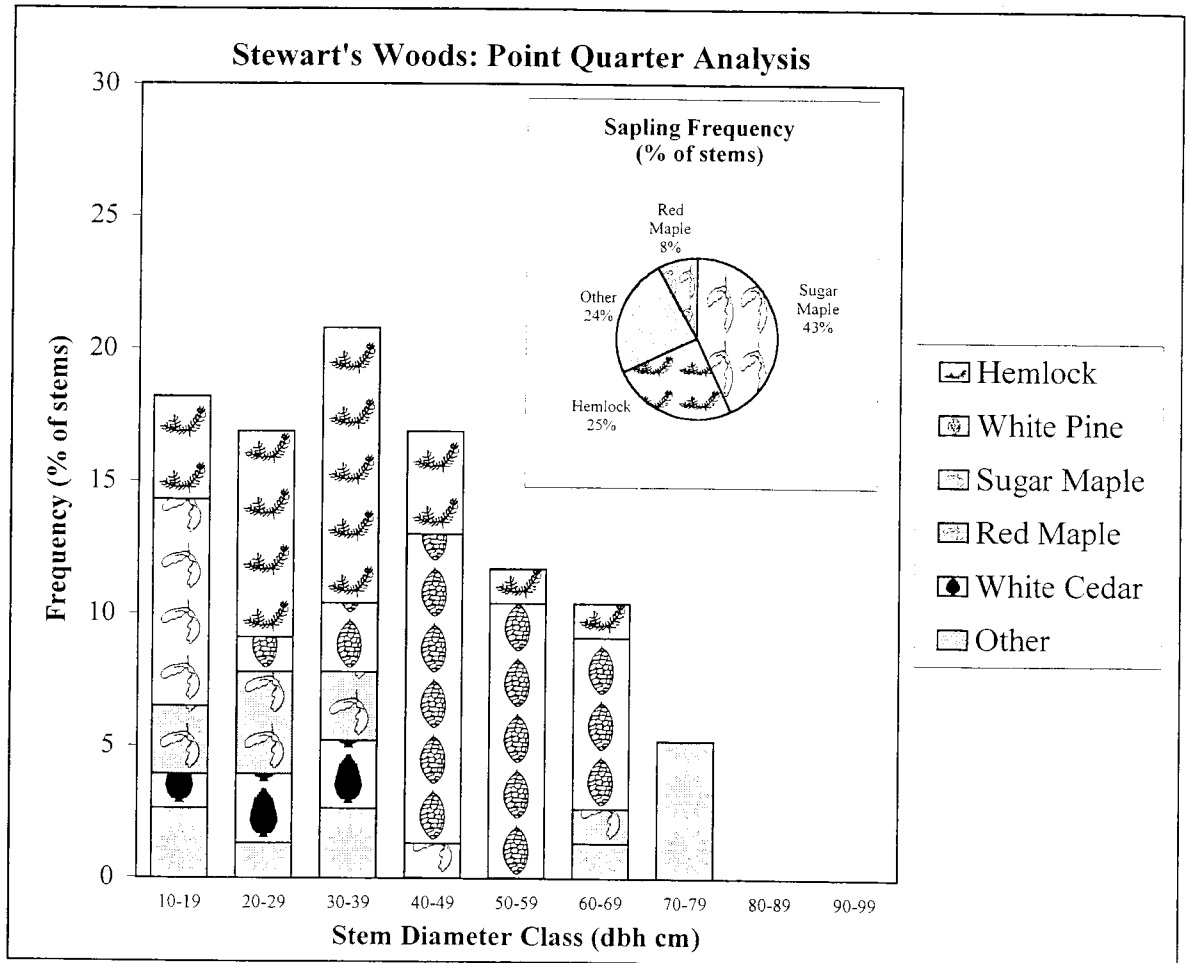 Stewart's Woods: Point Quarter Analysis
30
25
20
15
10
5
0
Frequency (% of stems)
10-19 20-29 30-39 40-49 50-59 60-69 70-79 80-89 90-99
Stem Diameter Class (dbh cm)
Sapling Frequency
(% of stems)
Red
Maple
8%
Sugar
Maple
43%
Other
24%
Hemlock
25%
Hemlock
White Pine
Sugar Maple
Red Maple
White Cedar
Other